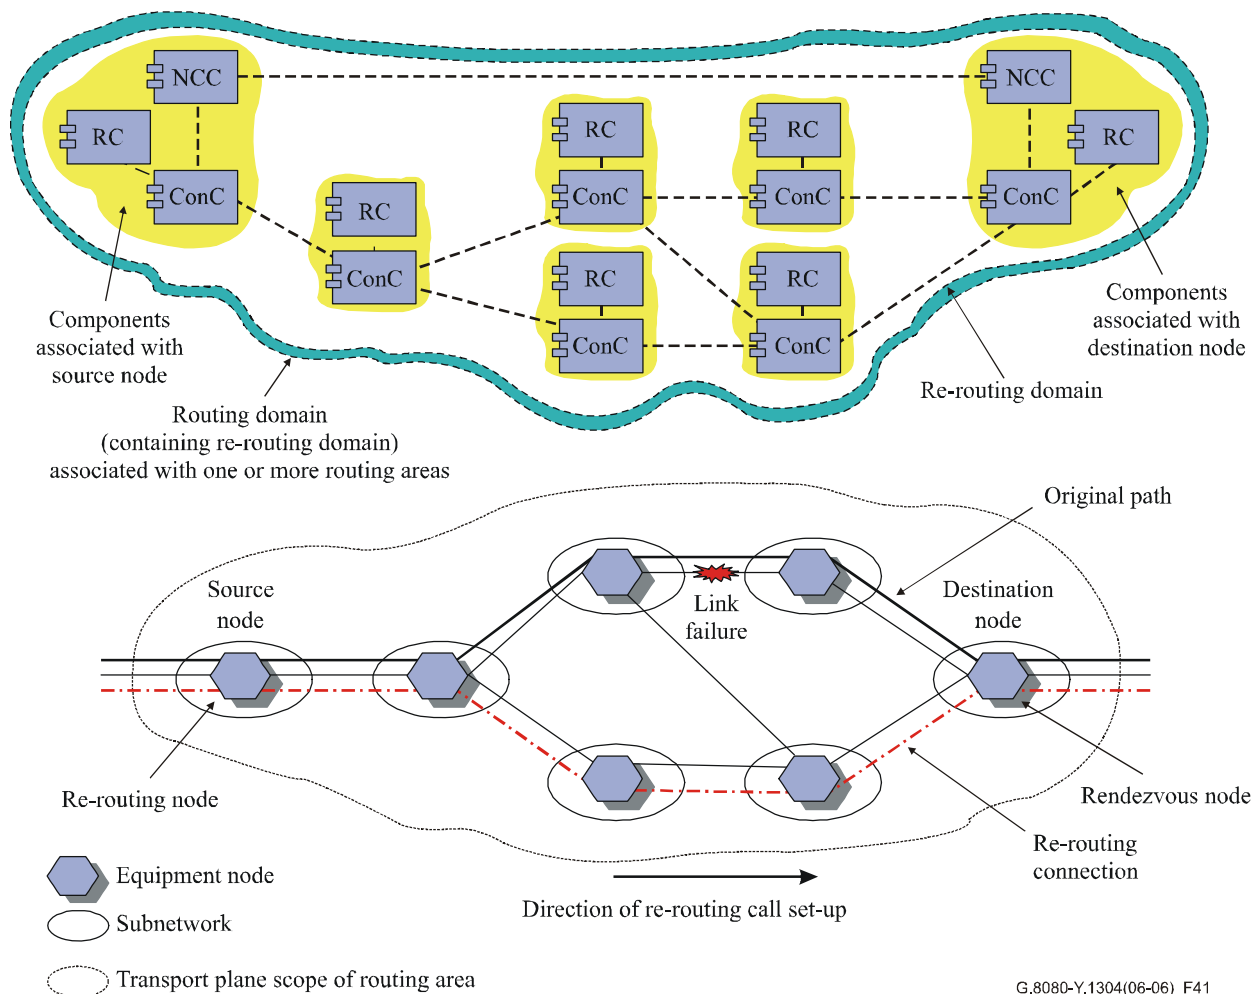 NCC
NCC
RC
RC
RC
RC
ConC
ConC
ConC
ConC
RC
ConC
RC
RC
ConC
ConC
Components
associated with
source node
Components
associated with
destination node
Re-routing domain
Routing domain
(containing re-routing domain)
associated with one or more routing areas
Original path
Source
node
Link
failure
Destination
node
Re-routing node
Rendezvous node
Re-routing
connection
Equipment node
Subnetwork
Direction of re-routing call set-up
Transport plane scope of routing area
G.8080-Y.1304(06-06)_F41